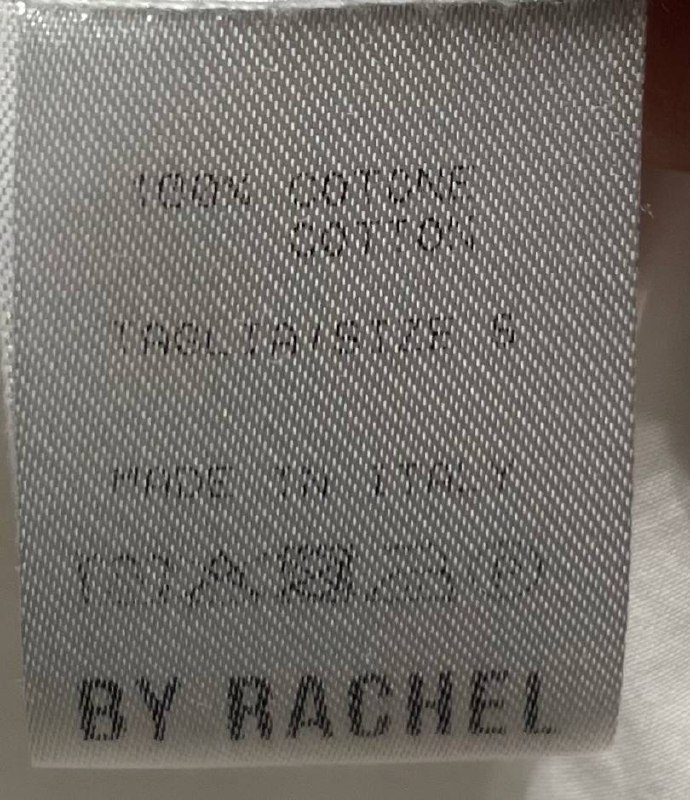 100% COTONE
COTTON
TAGLIA/SIZE S
MADE IN ITALY
BY RACHEL